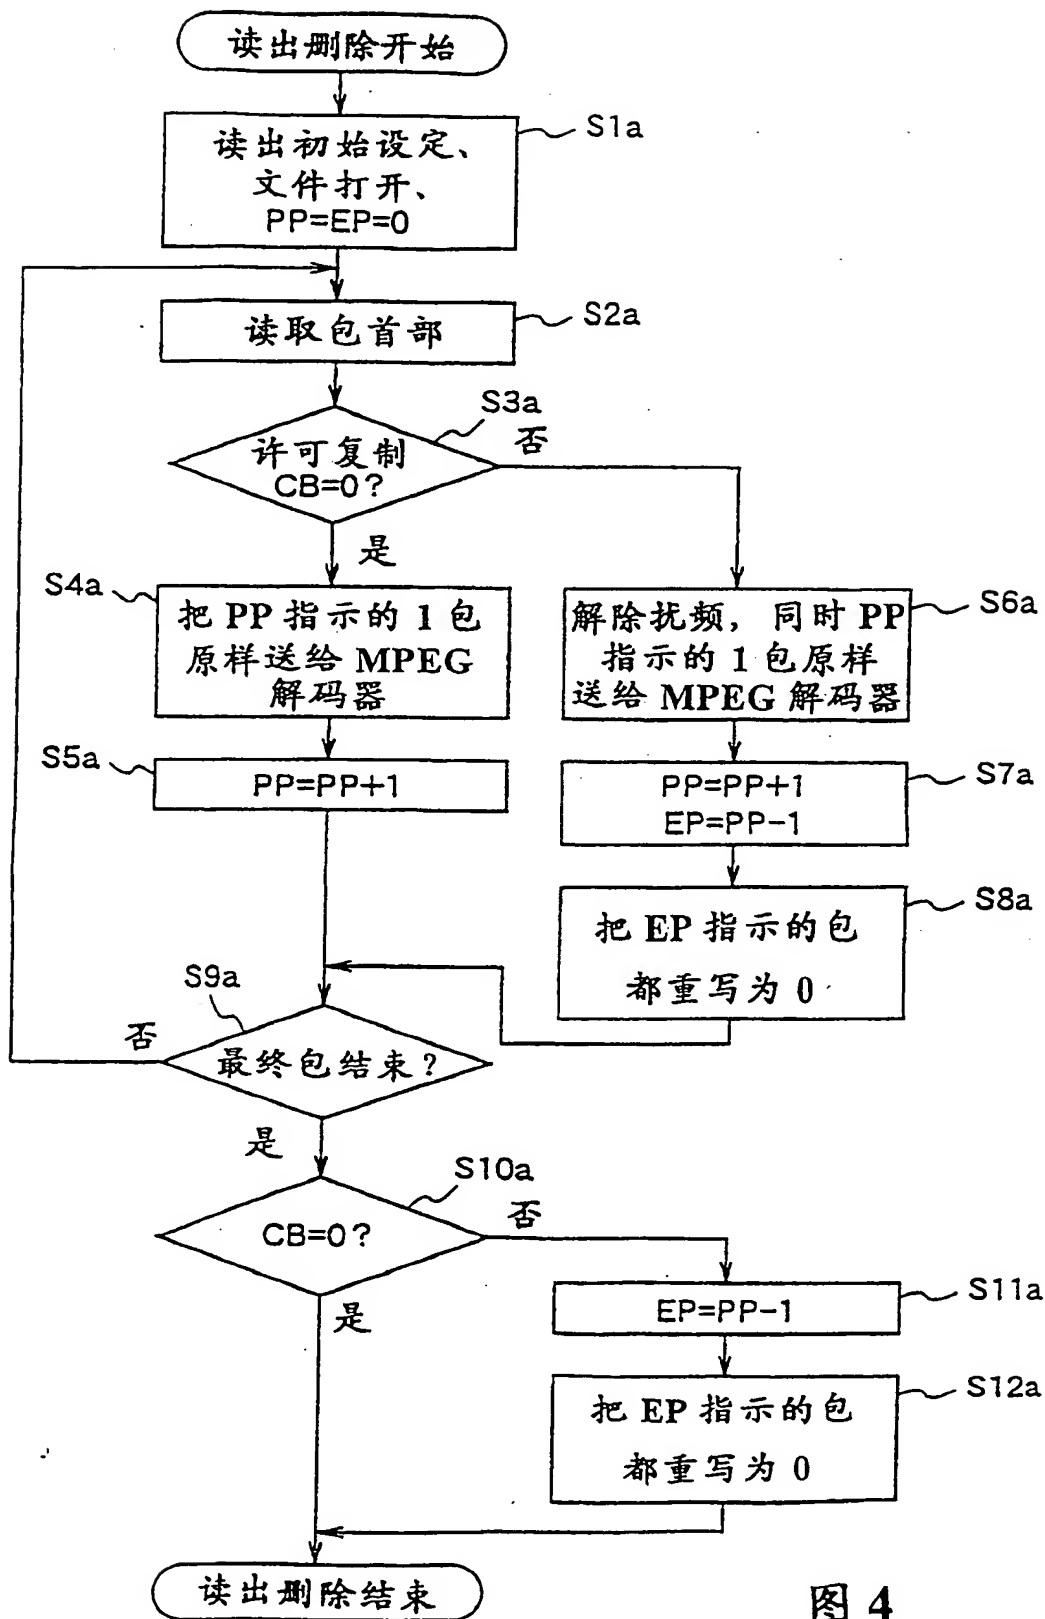 读出删除开始
读出初始设定、
文件打开、
PP=EP=0
S1a
读取包首部
S2a
S3a
许可复制
CB=0?
否
是
S4a
把 PP 指示的 1 包
原样送给 MPEG
解码器
S6a
解除扰频，同时 PP
指示的 1 包原样
送给 MPEG 解码器
S5a
PP=PP+1
S7a
PP=PP+1
EP=PP-1
S8a
把 EP 指示的包
都重写为 0
S9a
否
最终包结束？
是
S10a
CB=0?
否
是
S11a
EP=PP-1
S12a
把 EP 指示的包
都重写为 0
读出删除结束
图 4